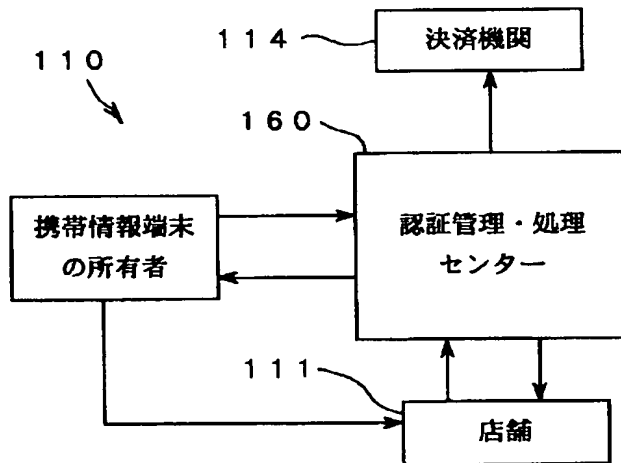 114
決済機関
110
160
携帯情報端末
の所有者
認証管理・処理
センター
111
店舗